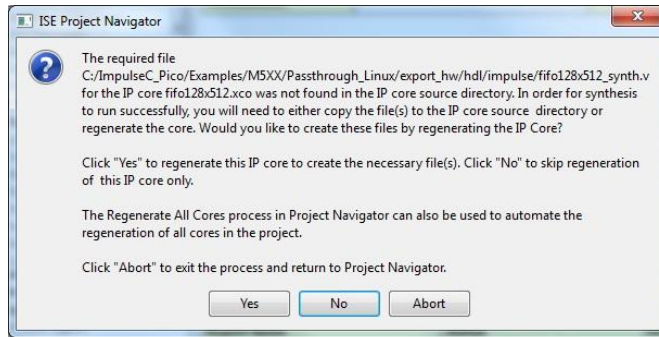 ISE Project Navigator
The required file
C:/ImpulseC_Pico/Examples/M5XX/Passthrough_Linux/export_hw/hdl/impulse/fifo128x512_synth.v
for the IP core fifo128x512.xco was not found in the IP core source directory. In order for synthesis
to run successfully, you will need to either copy the file(s) to the IP core source directory or
regenerate the core. Would you like to create these files by regenerating the IP Core?
Click "Yes" to regenerate this IP core to create the necessary file(s). Click "No" to skip regeneration
of this IP core only.
The Regenerate All Cores process in Project Navigator can also be used to automate the
regeneration of all cores in the project.
Click "Abort" to exit the process and return to Project Navigator.
Yes No Abort